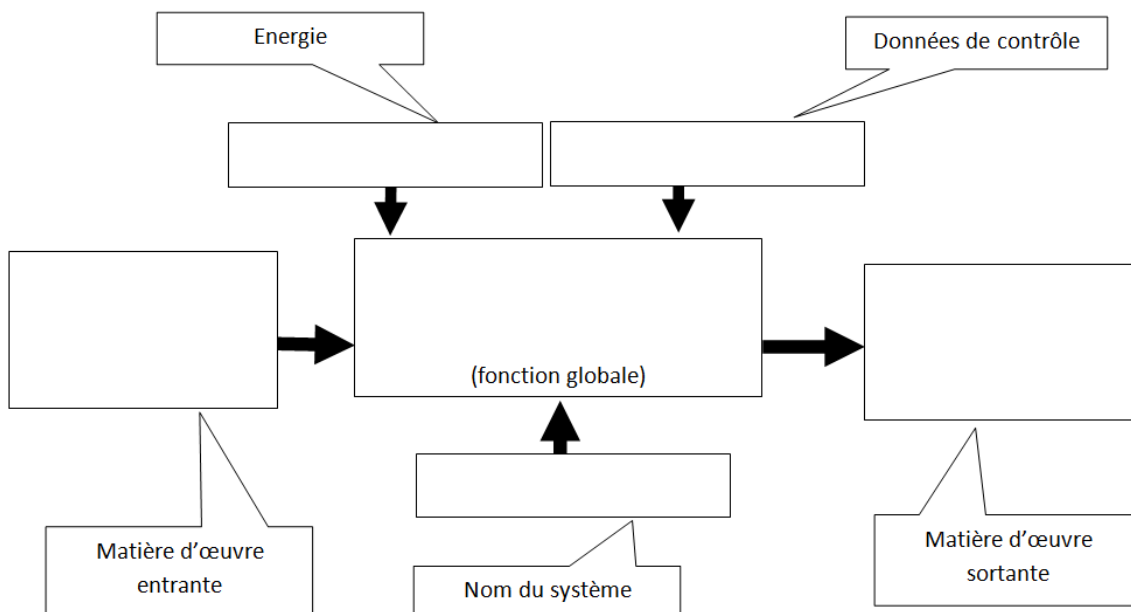 Energie
Données de contrôle
(fonction globale)
Matière d’œuvre
entrante
Nom du système
Matière d’œuvre
sortante